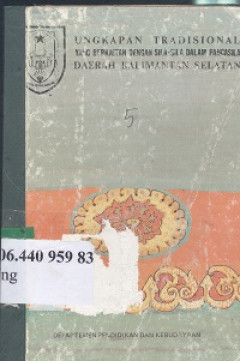 UNGKAPAN TRADISIONAL
YANG BERKAITAN DENGAN SILA-SILA DALAM PANCASILA
DAERAH KALIMANTAN SELATAN
5
06.440 959 83
ng
DEPARTEMEN PENDIDIKAN DAN KEBUDAYAAN